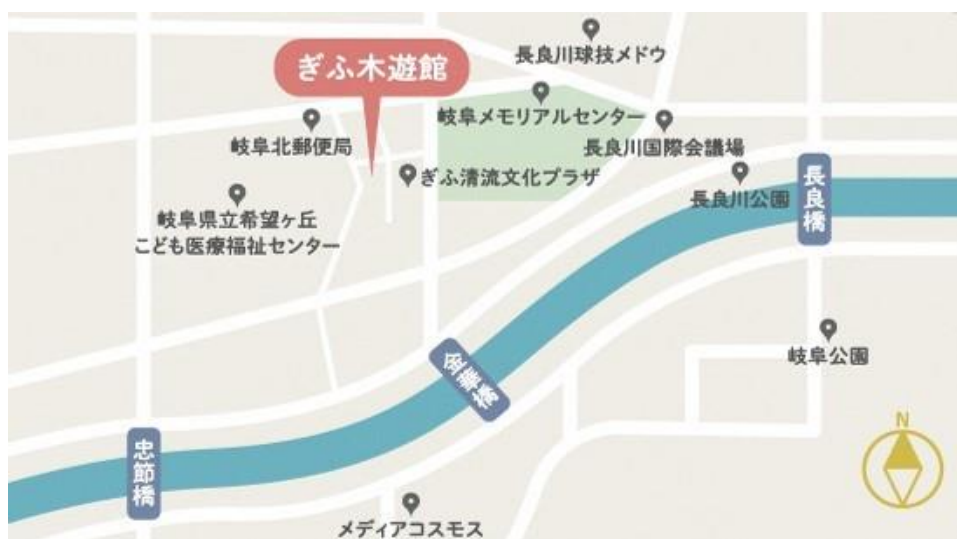 長良川球技メドウ
ぎふ木遊館
岐阜メモリアルセンター
岐阜北郵便局
長良川国際会議場
ぎふ清流文化プラザ
長良川公園
長良橋
岐阜県立希望ヶ丘
こども医療福祉センター
岐阜公園
金華橋
N
忠節橋
メディアコスモス